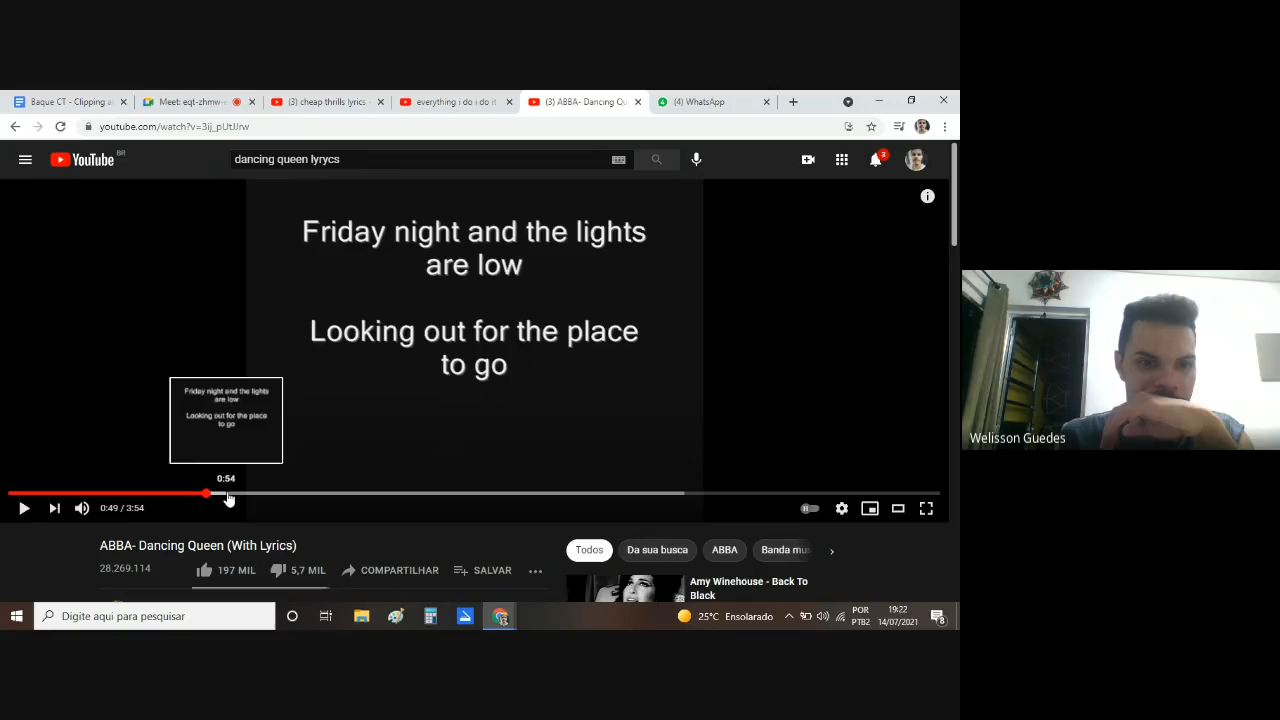 Baque CT - Clipping a
Meet: eqt-zhmw-
(3) cheap thrills lyrics -
everything i do i do it
(3) ABBA- Dancing Qu
(4) WhatsApp
youtube.com/watch?v=3ij_pUtJJrw
YouTube BR
dancing queen lyrycs
3
Friday night and the lights
are low
Looking out for the place
to go
Friday night and the lights
are low
Looking out for the place
to go
0:54
0:49 / 3:54
Welisson Guedes
ABBA- Dancing Queen (With Lyrics)
28.269.114
197 MIL
5,7 MIL
COMPARTILHAR
SALVAR
Todos
Da sua busca
ABBA
Banda mus
Amy Winehouse - Back To
Black
Digite aqui para pesquisar
25°C Ensolarado
POR
PTB2
19:22
14/07/2021
8